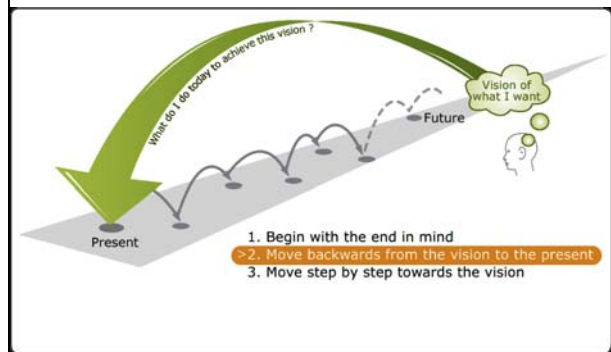 What do I do today to achieve this vision ?
Vision of
what I want
Future
Present
1. Begin with the end in mind
>2. Move backwards from the vision to the present
3. Move step by step towards the vision